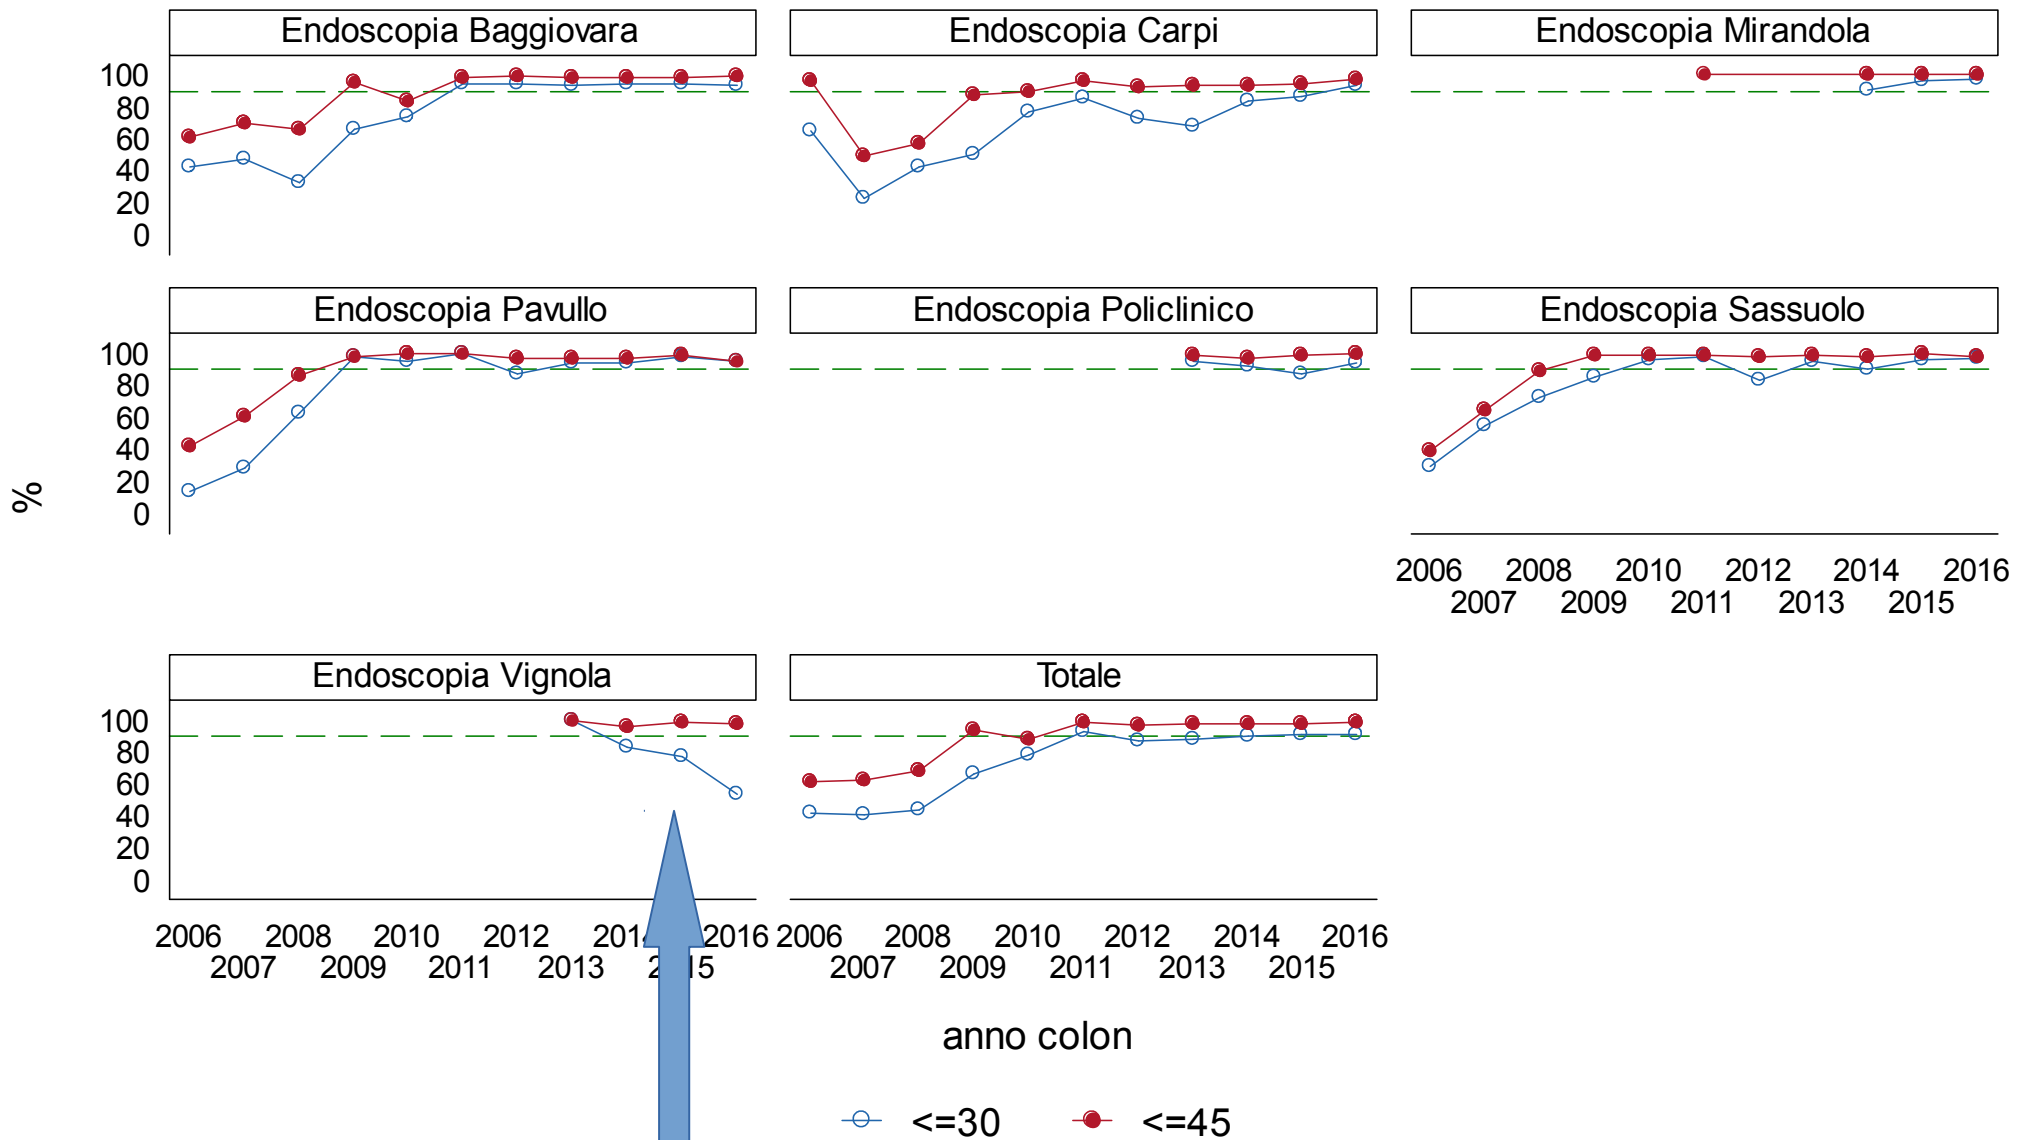 Endoscopia Baggiovara Endoscopia Carpi Endoscopia Mirandola
100
80
60
40
20
0
Endoscopia Pavullo Endoscopia Policlinico Endoscopia Sassuolo
100
80
60
40
20
0
%
2006 2008 2010 2012 2014 2016
2007 2009 2011 2013 2015
Endoscopia Vignola Totale
100
80
60
40
20
0
2006 2008 2010 2012 2016 2006 2008 2010 2012 2014 2016
2007 2009 2011 2013 2015 2007 2009 2011 2013 2015
anno colon
<=30 <=45